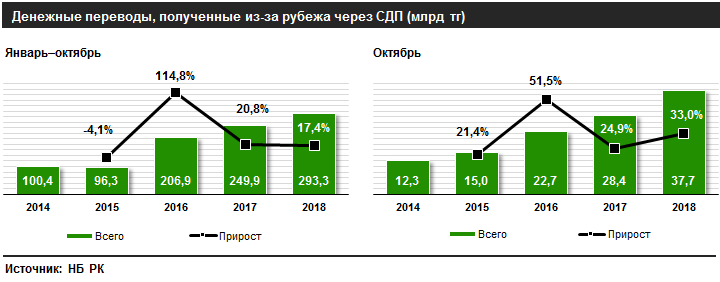 Денежные переводы, полученные из-за рубежа через СДП (млрд тг)
Январь–октябрь
114,8%
-4,1%
20,8%
17,4%
100,4 96,3 206,9 249,9 293,3
2014 2015 2016 2017 2018
Всего Прирост
Октябрь
51,5%
21,4%
24,9%
33,0%
12,3 15,0 22,7 28,4 37,7
2014 2015 2016 2017 2018
Всего Прирост
Источник: НБ РК